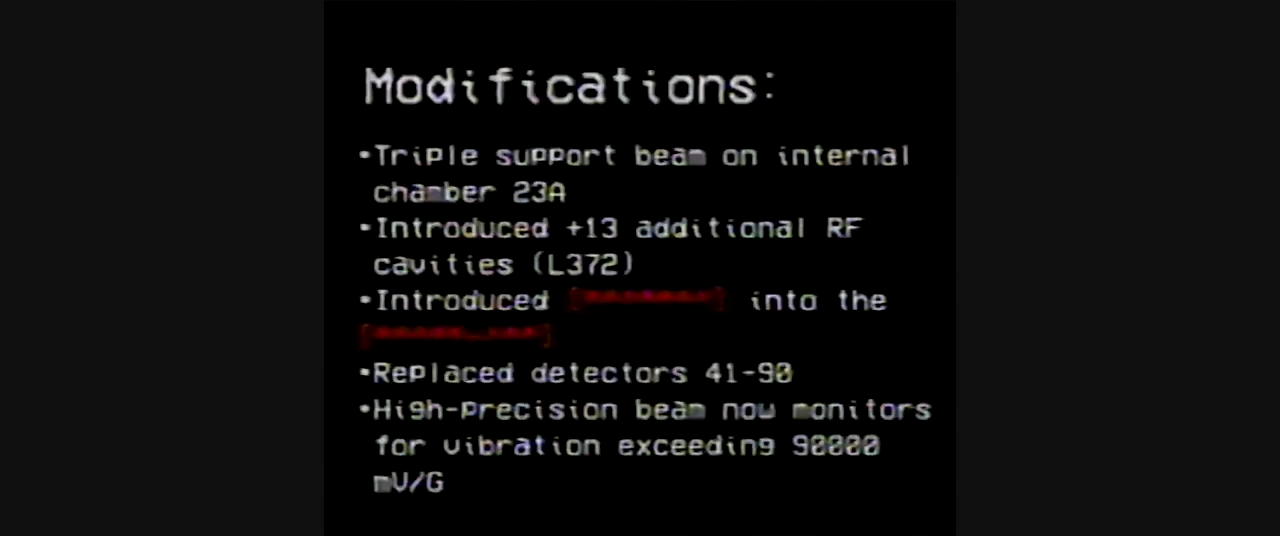 Modifications:
•Triple support beam on internal
chamber 23A
•Introduced +13 additional RF
cavities (L372)
•Introduced [********] into the
[*****_***]
•Replaced detectors 41-90
•High-precision beam now monitors
for vibration exceeding 90000
mV/G